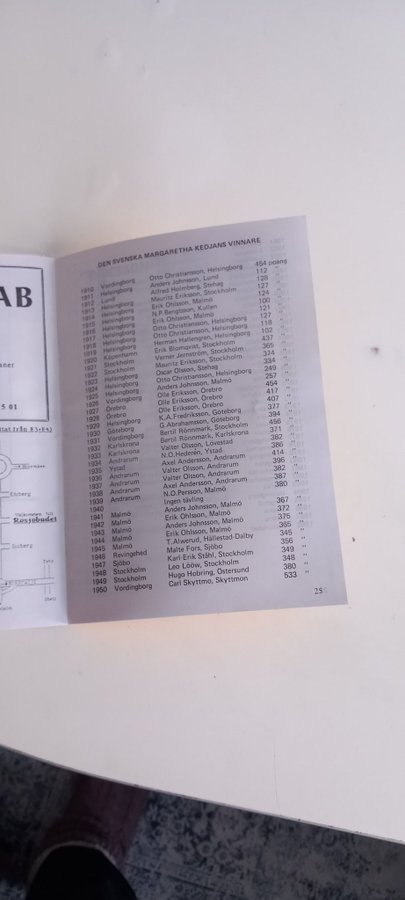 AB
aner
5 01
tat från 83+84)
Rosjöbudet
DEN SVENSKA MARGARETHA-KEDJANS VINNARE
1910 Vordingborg Otto Christiansson, Helsingborg 454 poäng
1911 Helsingborg Anders Johnsson, Lund 112 "
1912 Lund Alfred Holmberg, Stehag 128 "
1913 Helsingborg Mauritz Eriksson, Stockholm 127 "
1914 Helsingborg Erik Ohlsson, Malmö 124 "
1915 Helsingborg N.P Bengtsson, Kullen 100 "
1916 Helsingborg Erik Ohlsson, Malmö 121 "
1917 Helsingborg Otto Christiansson, Helsingborg 127 "
1918 Helsingborg Otto Christiansson, Helsingborg 118 "
1919 Helsingborg Herman Hallengren, Helsingborg 102 "
1920 Köpenhamn Erik Blomqvist, Stockholm 437 "
1921 Stockholm Verner Jernström, Stockholm 365 "
1922 Stockholm Mauritz Eriksson, Stockholm 324 "
1923 Helsingborg Oscar Olsson, Stehag 334 "
1924 Helsingborg Otto Christiansson, Helsingborg 249 "
1925 Helsingborg Anders Johnsson, Malmö 257 "
1926 Vordingborg Olle Eriksson, Örebro 454 "
1927 Örebro Olle Eriksson, Örebro 417 "
1928 Örebro Olle Eriksson, Örebro 407 "
1929 Helsingborg K.A.Fredriksson, Göteborg 377 "
1930 Göteborg G.Abrahamsson, Göteborg 394 "
1931 Vordingborg Bertil Rönnmark, Stockholm 456 "
1932 Karlskrona Bertil Rönnmark, Karlskrona 371 "
1933 Karlskrona Valter Olsson, Lövestad 382 "
1934 Andrarum N.O.Hederén, Ystad 386 "
1935 Ystad Axel Andersson, Andrarum 414 "
1936 Andrarum Valter Olsson, Andrarum 396 "
1937 Andrarum Valter Olsson, Andrarum 382 "
1938 Andrarum Axel Andersson, Andrarum 387 "
1939 Andrarum N.O.Persson, Malmö 380 "
1940 Ingen tävling
1941 Malmö Anders Johnsson, Malmö 367 "
1942 Malmö Erik Ohlsson, Malmö 372 "
1943 Malmö Anders Johnsson, Malmö 375 "
1944 Malmö Erik Ohlsson, Malmö 365 "
1945 Malmö T.Alwerud, Hällestad-Dalby 345 "
1946 Revingehed Malte Fors, Sjöbo 356 "
1947 Sjöbo Karl-Erik Ståhl, Stockholm 349 "
1948 Stockholm Leo Lööw, Stockholm 348 "
1949 Stockholm Hugo Hobring, Östersund 380 "
1950 Vordingborg Carl Skyttmo, Skyttmon 533 "
25